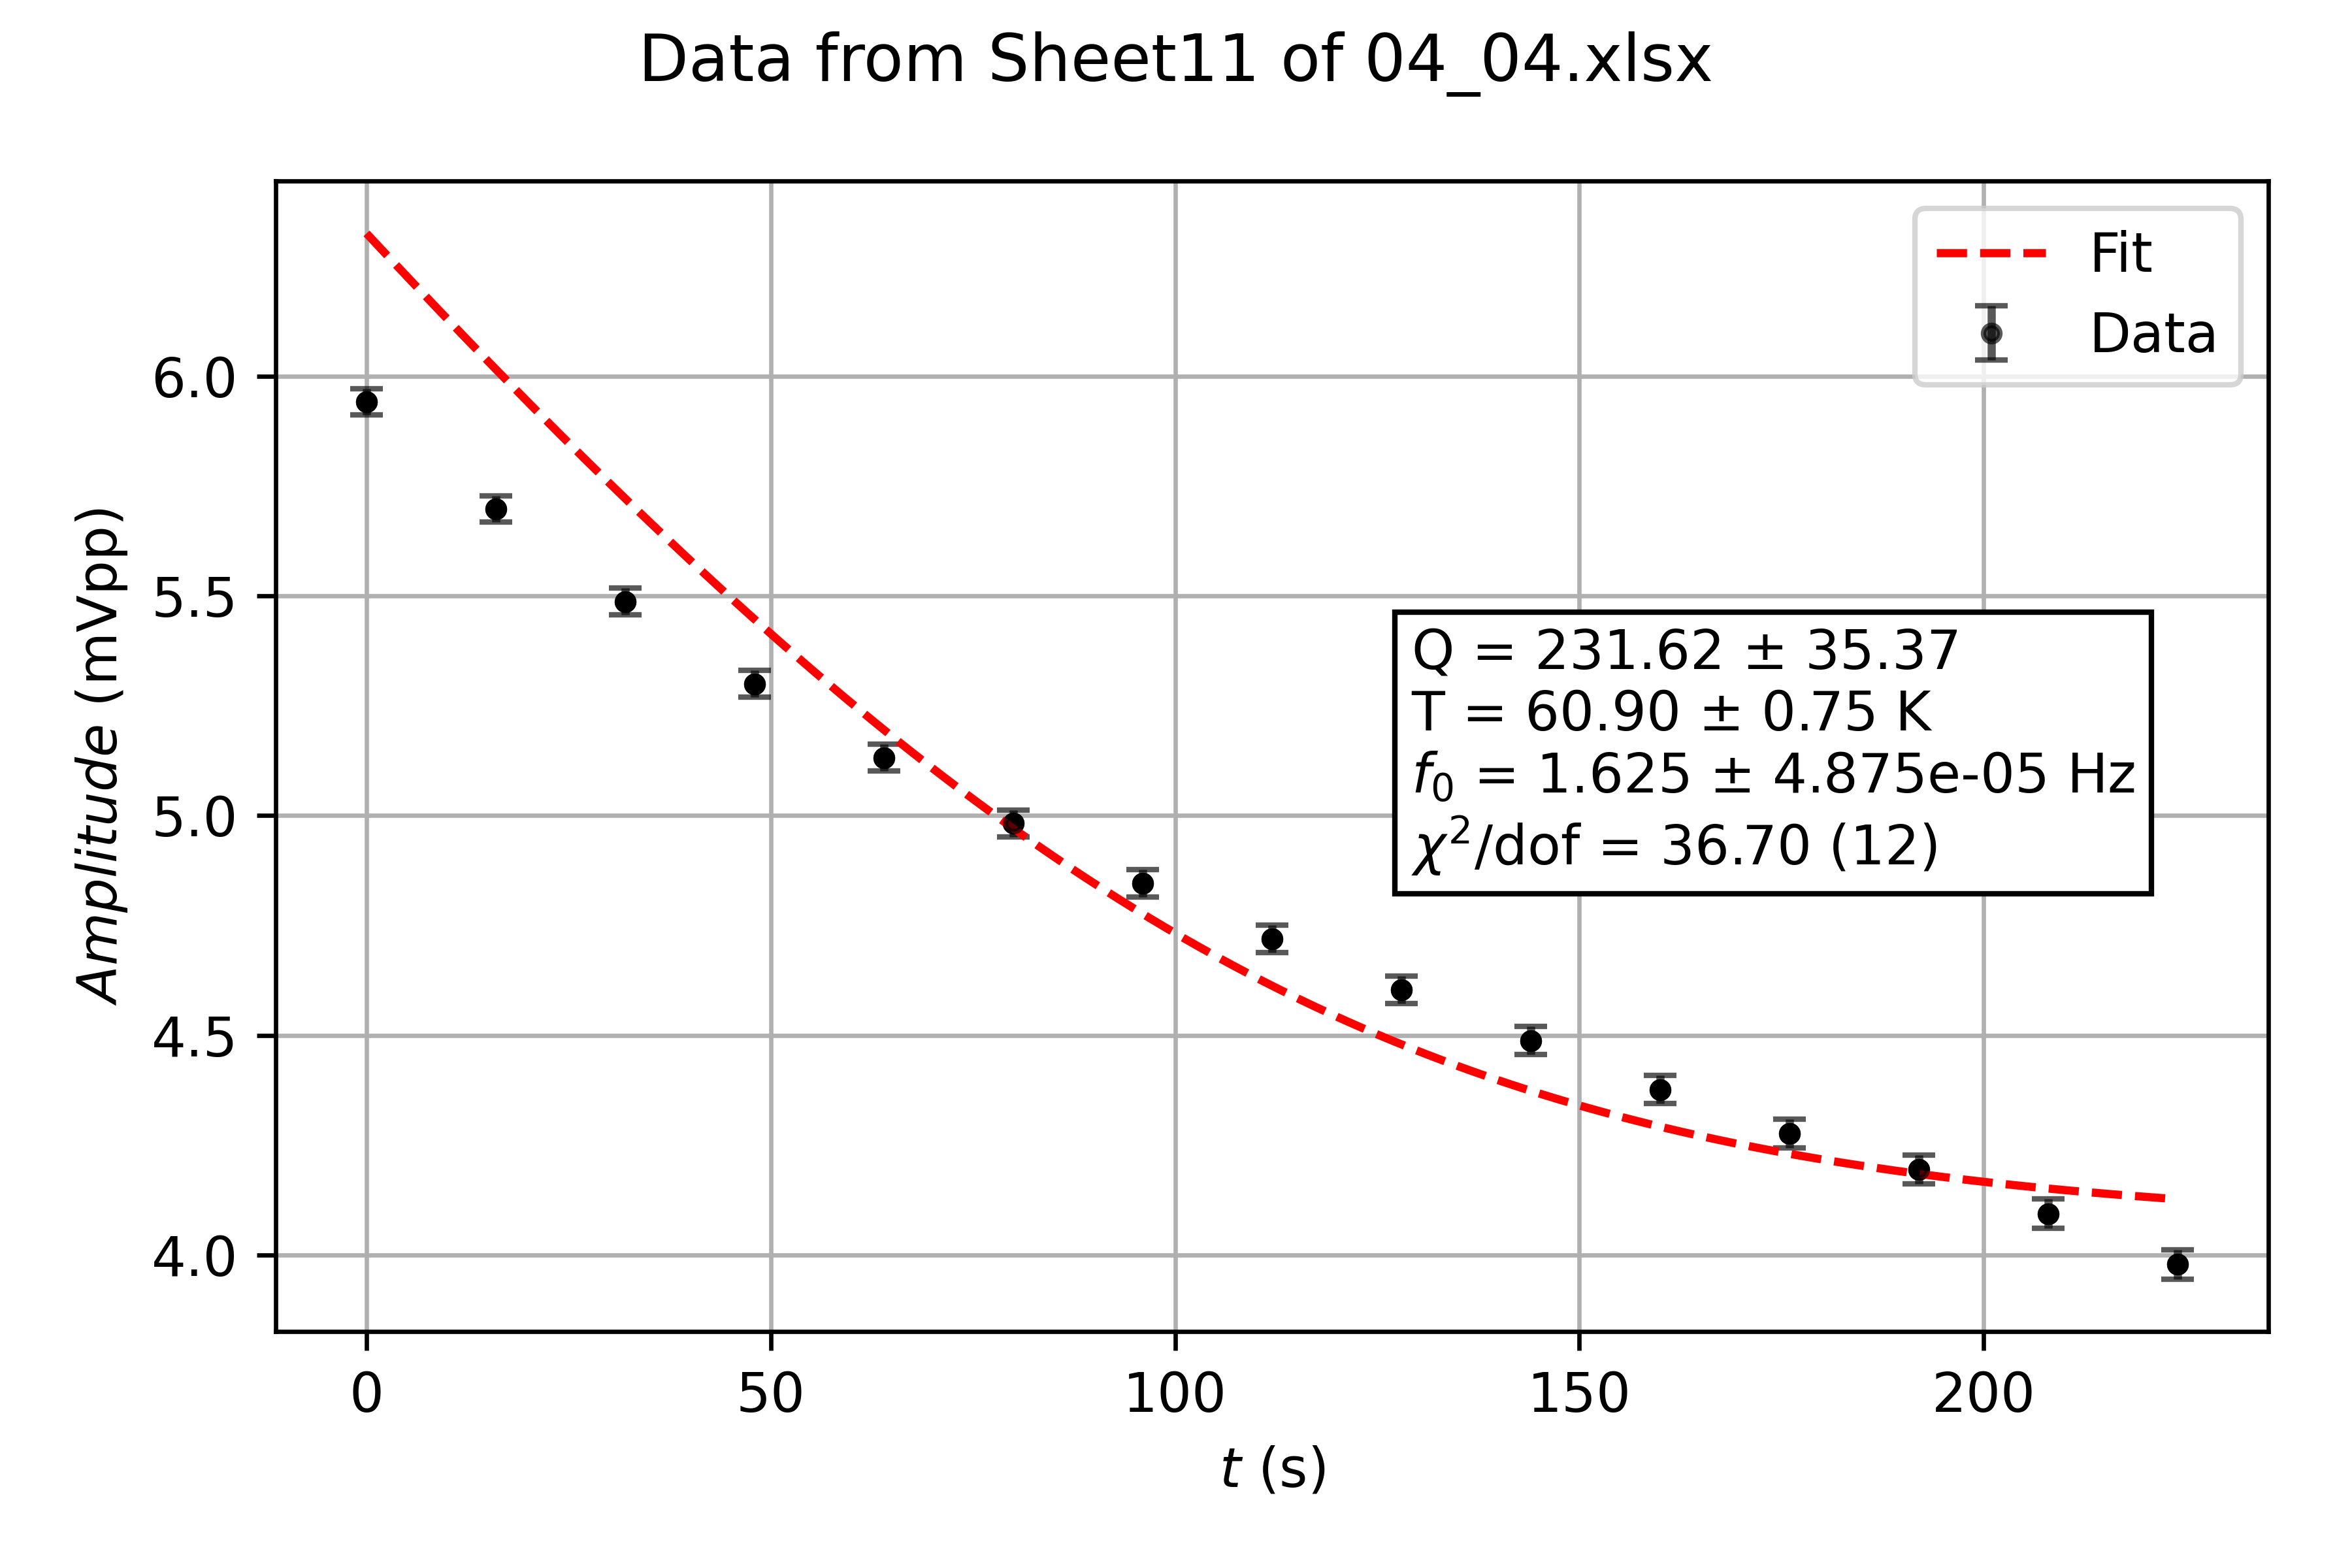 Data from Sheet11 of 04_04.xlsx
Fit
Data
6.0
5.5
5.0
4.5
4.0
Amplitude (mVpp)
Q = 231.62 ± 35.37
T = 60.90 ± 0.75 K
f₀ = 1.625 ± 4.875e-05 Hz
χ²/dof = 36.70 (12)
0 50 100 150 200
t (s)